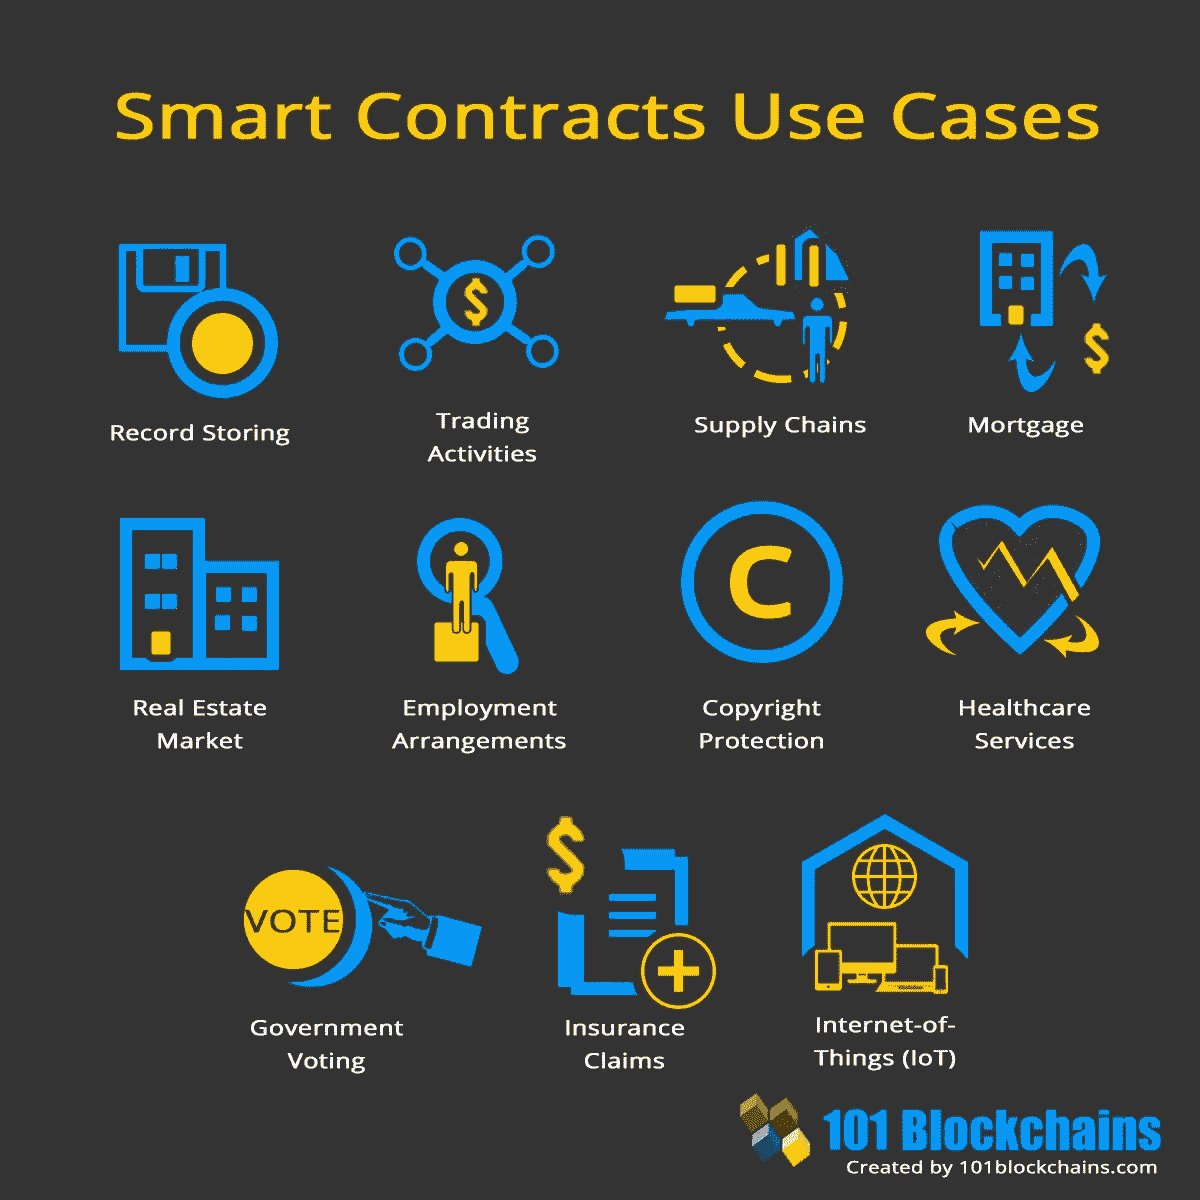 Smart Contracts Use Cases
$
$
Record Storing
Trading
Activities
Supply Chains
Mortgage
C
Real Estate
Market
Employment
Arrangements
Copyright
Protection
Healthcare
Services
$
VOTE
Government
Voting
Insurance
Claims
Internet-of-
Things (IoT)
101 Blockchains
Created by 101blockchains.com